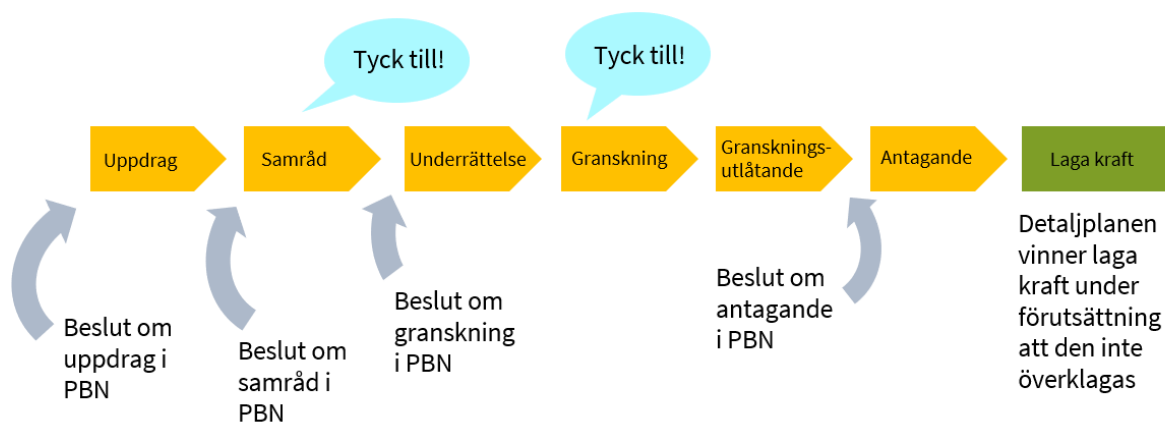 Tyck till!
Tyck till!
Uppdrag
Samråd
Underrättelse
Granskning
Gransknings-
utlåtande
Antagande
Laga kraft
Beslut om
uppdrag i
PBN
Beslut om
samråd i
PBN
Beslut om
granskning
i PBN
Beslut om
antagande
i PBN
Detaljplanen
vinner laga
kraft under
förutsättning
att den inte
överklagas